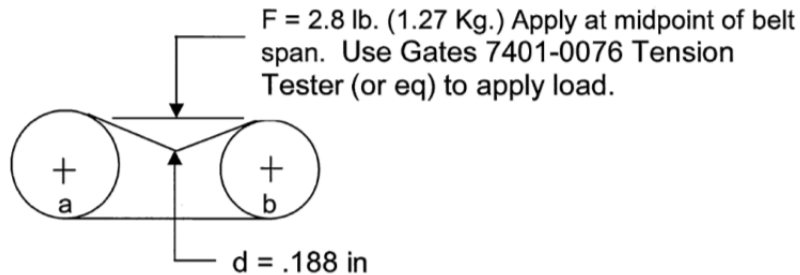 F = 2.8 lb. (1.27 Kg.) Apply at midpoint of belt
span.  Use Gates 7401-0076 Tension
Tester (or eq) to apply load.
a
b
d = .188 in